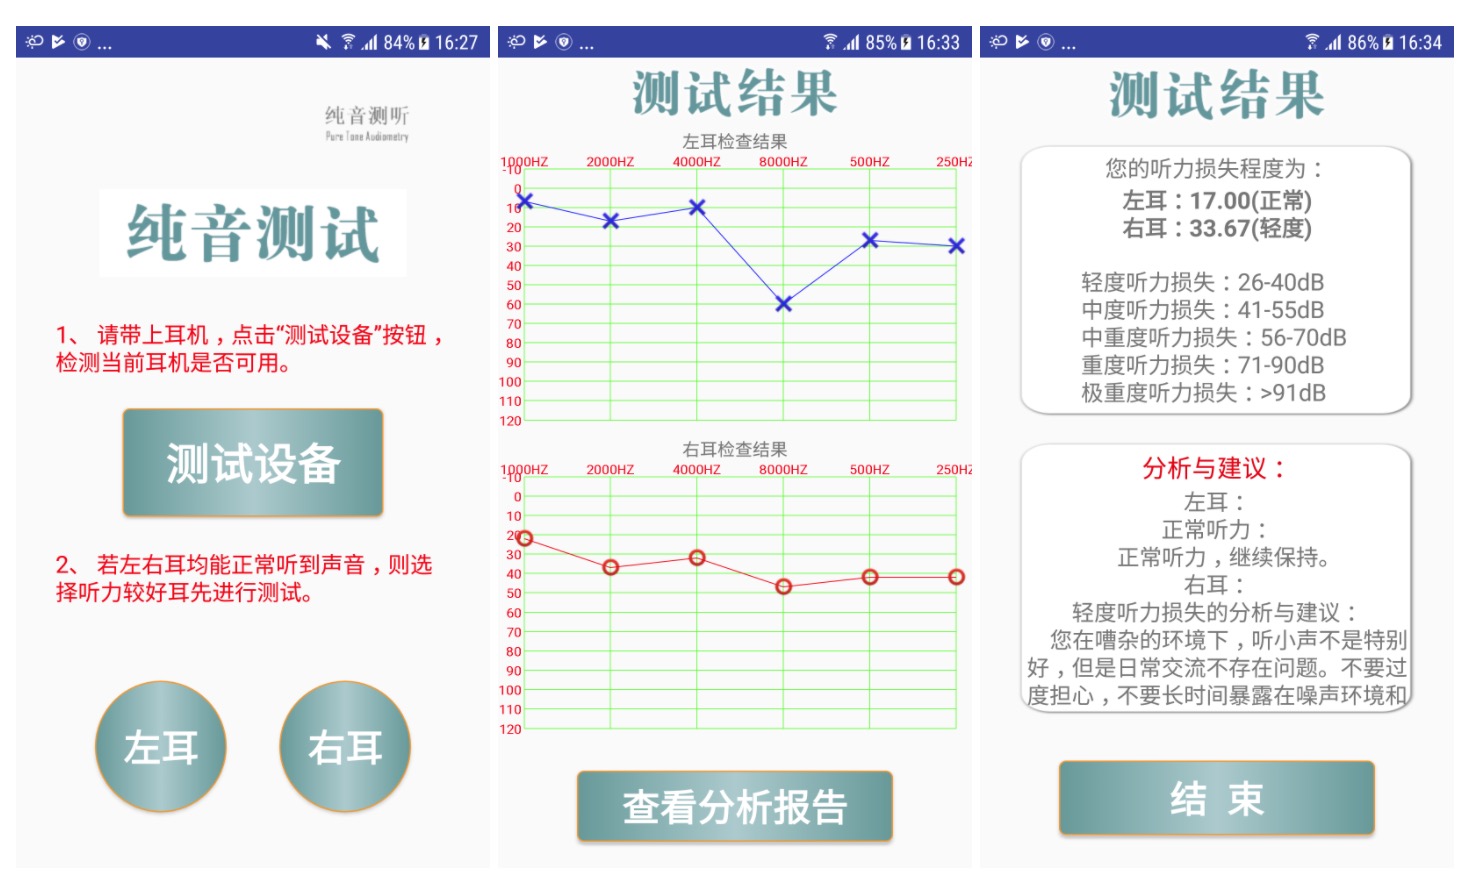 ... 84% 16:27
纯音测听
Pure Tone Audiometry
纯音测试
1、 请带上耳机，点击“测试设备”按钮，
检测当前耳机是否可用。
测试设备
2、 若左右耳均能正常听到声音，则选
择听力较好耳先进行测试。
左耳 右耳
... 85% 16:33
测试结果
左耳检查结果
1000HZ 2000HZ 4000HZ 8000HZ 500HZ 250HZ
-10
0
10
20
30
40
50
60
70
80
90
100
110
120
右耳检查结果
1000HZ 2000HZ 4000HZ 8000HZ 500HZ 250HZ
-10
0
10
20
30
40
50
60
70
80
90
100
110
120
查看分析报告
... 86% 16:34
测试结果
您的听力损失程度为：
左耳：17.00(正常)
右耳：33.67(轻度)
轻度听力损失：26-40dB
中度听力损失：41-55dB
中重度听力损失：56-70dB
重度听力损失：71-90dB
极重度听力损失：>91dB
分析与建议：
左耳：
正常听力：
正常听力，继续保持。
右耳：
轻度听力损失的分析与建议：
您在嘈杂的环境下，听小声不是特别
好，但是日常交流不存在问题。不要过
度担心，不要长时间暴露在噪声环境和
结 束